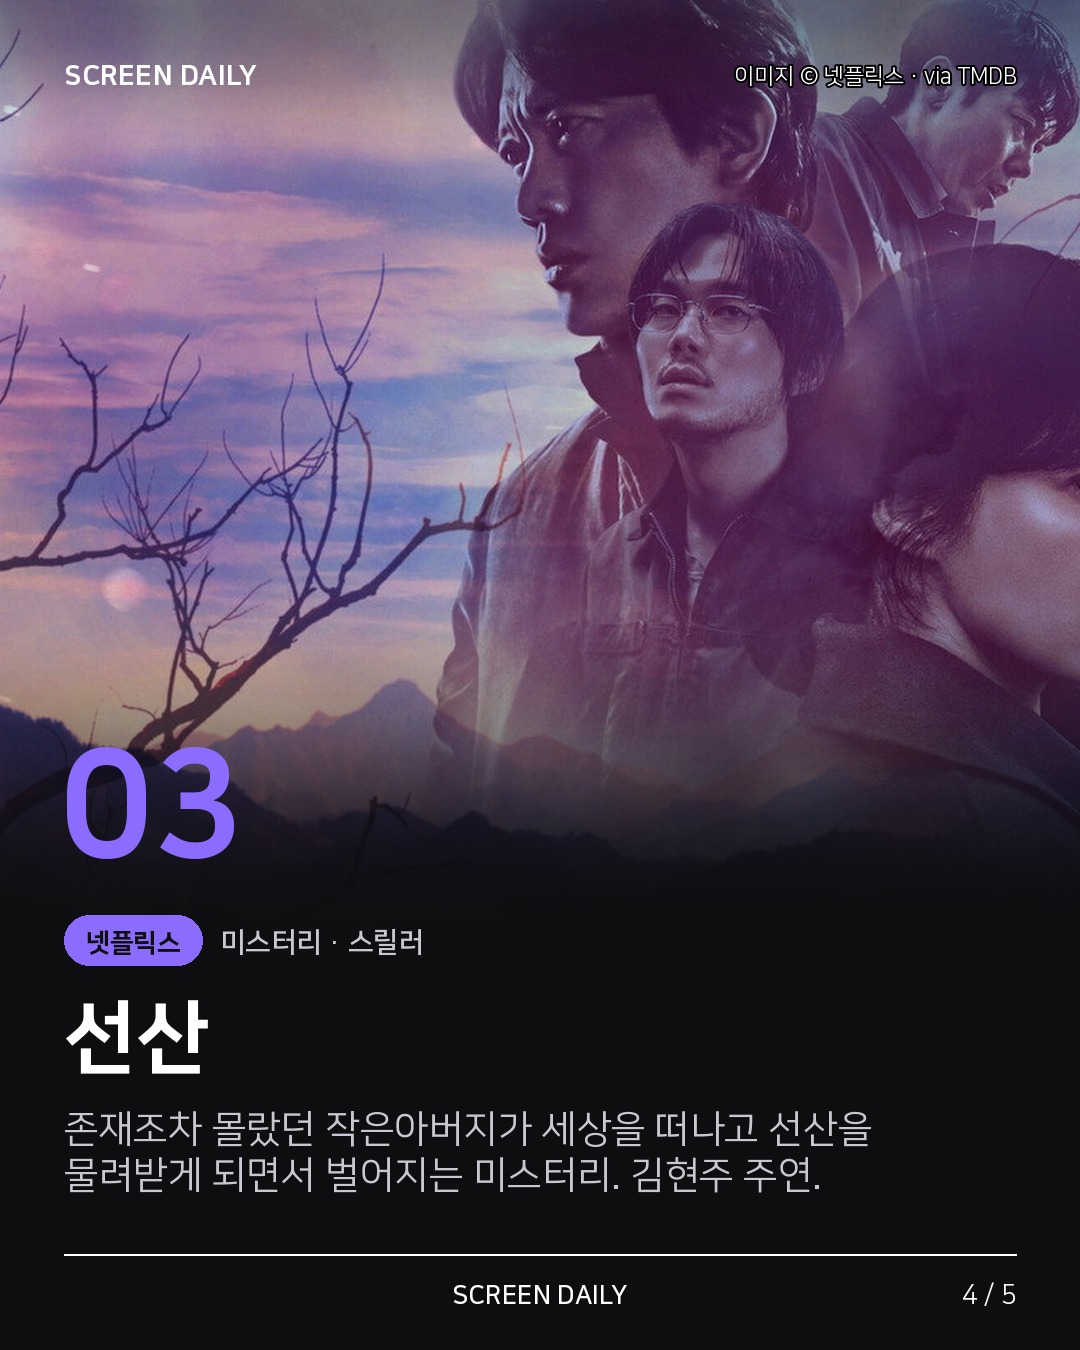 SCREEN DAILY
이미지 © 넷플릭스 · via TMDB
03
넷플릭스 미스터리 · 스릴러
선산
존재조차 몰랐던 작은아버지가 세상을 떠나고 선산을
물려받게 되면서 벌어지는 미스터리. 김현주 주연.
SCREEN DAILY
4 / 5